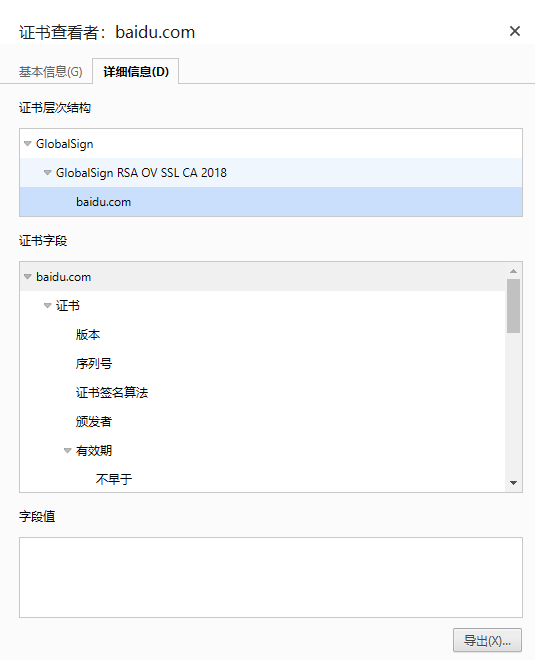 证书查看者：baidu.com
基本信息(G) 详细信息(D)
证书层次结构
GlobalSign
GlobalSign RSA OV SSL CA 2018
baidu.com
证书字段
baidu.com
证书
版本
序列号
证书签名算法
颁发者
有效期
不早于
字段值
导出(X)...